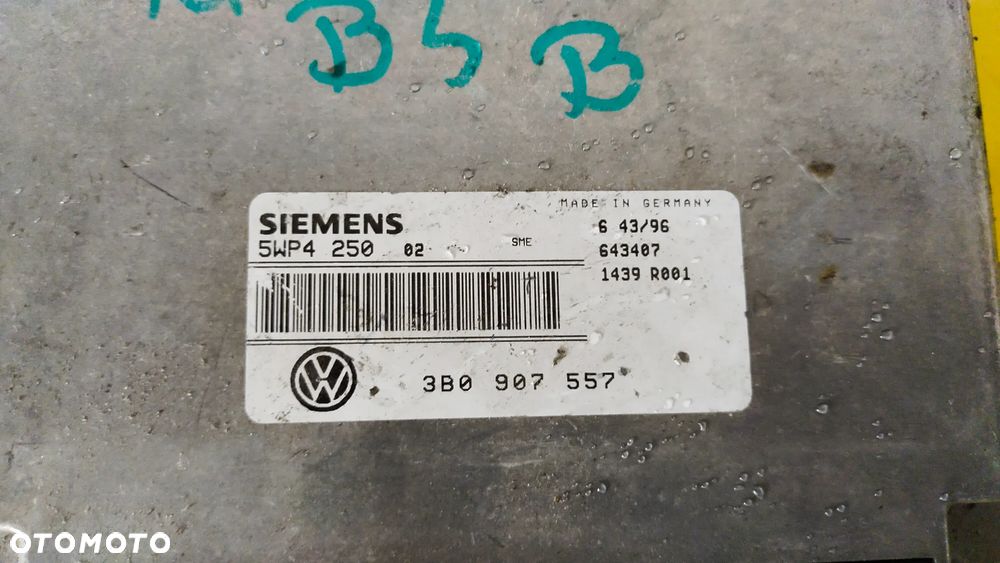 B5 B
MADE IN GERMANY
SIEMENS 6 43/96
5WP4 250 02 SME 643407
1439 R001
VW
3B0 907 557
OTOMOTO